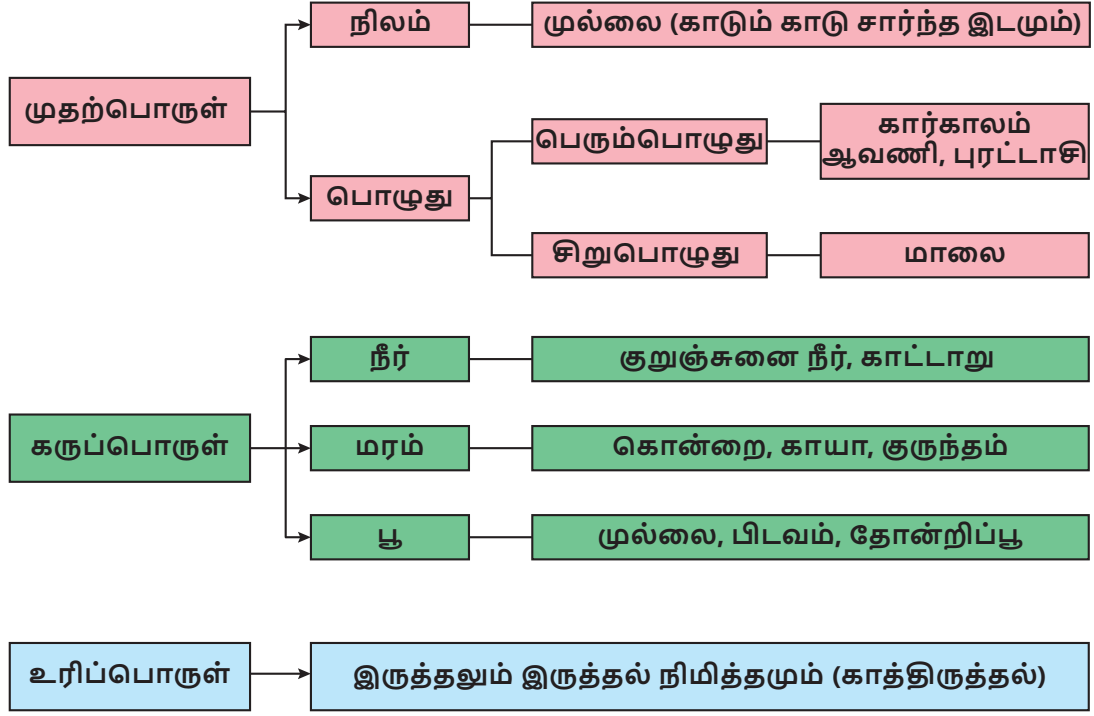 நிலம்
முல்லை (காடும் காடு சார்ந்த இடமும்)
முதற்பொருள்
பெரும்பொழுது
கார்காலம்
ஆவணி, புரட்டாசி
பொழுது
சிறுபொழுது
மாலை
நீர்
குறுஞ்சுனை நீர், காட்டாறு
கருப்பொருள்
மரம்
கொன்றை, காயா, குருந்தம்
பூ
முல்லை, பிடவம், தோன்றிப்பூ
உரிப்பொருள்
இருத்தலும் இருத்தல் நிமித்தமும் (காத்திருத்தல்)